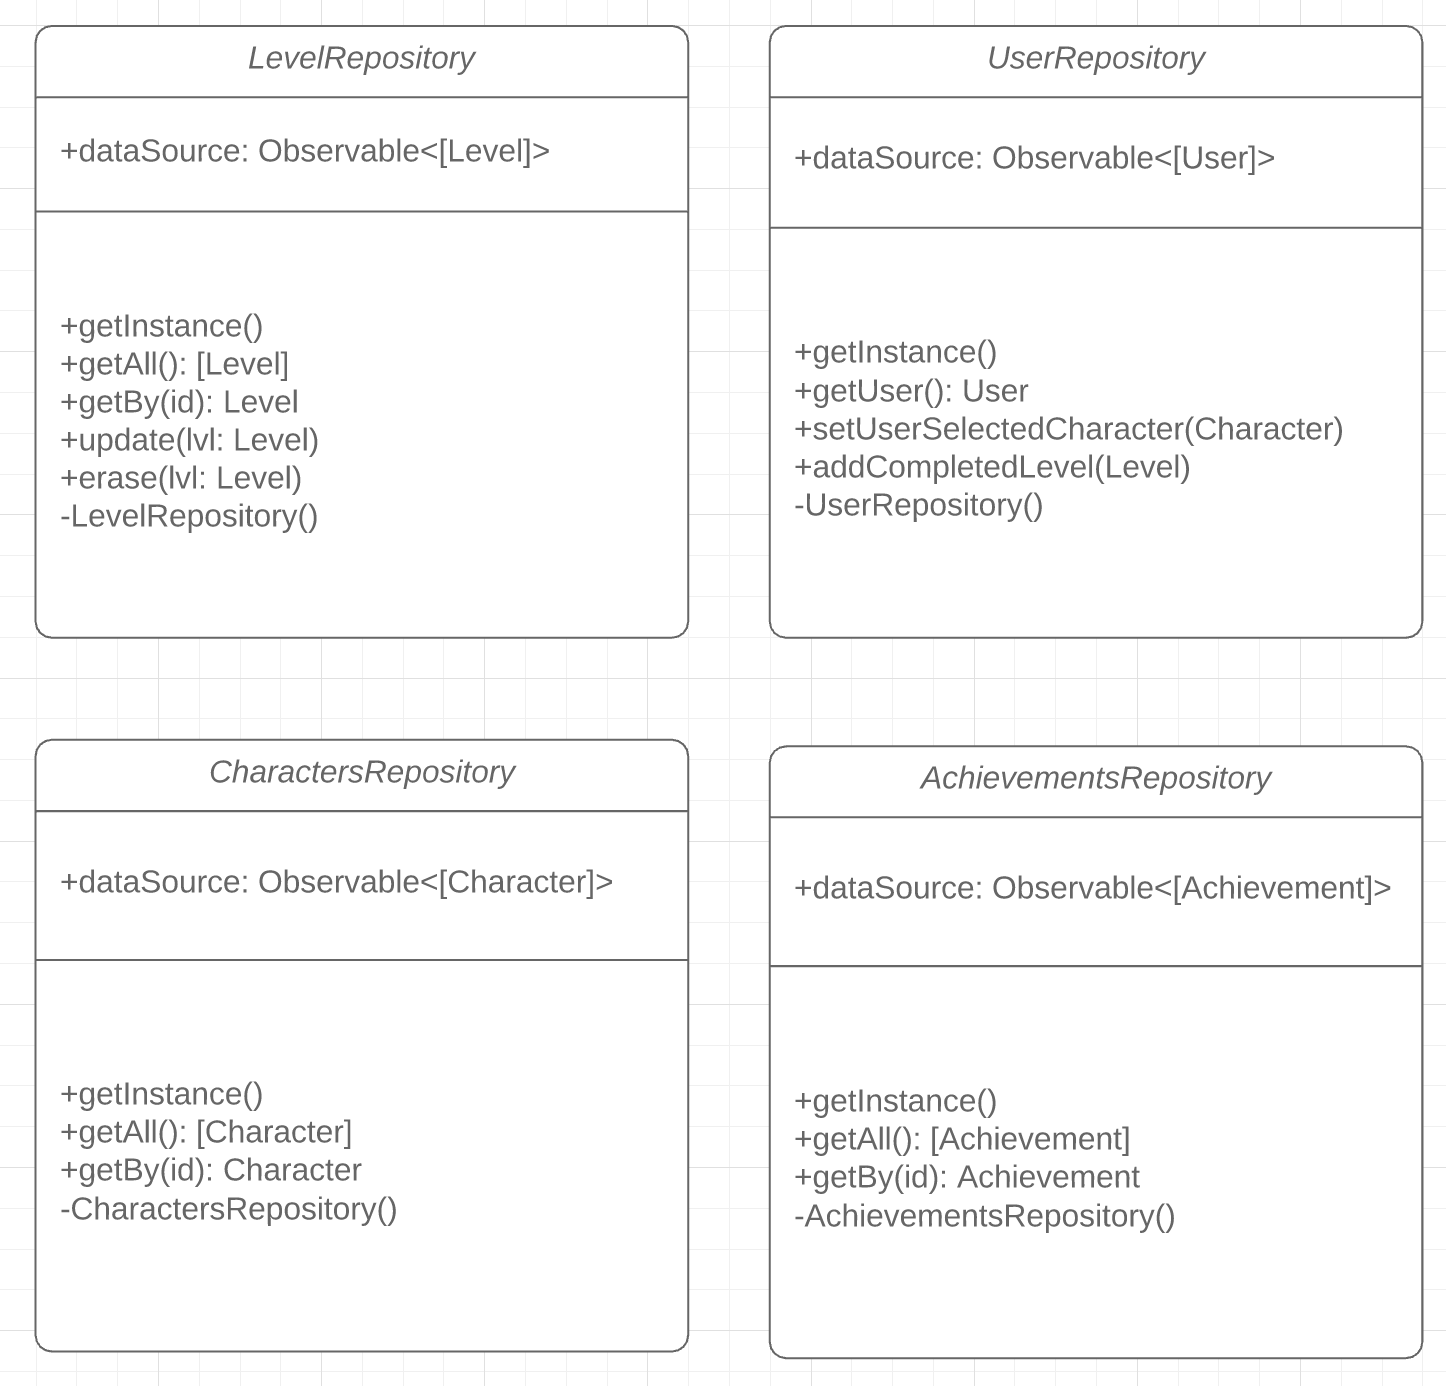 LevelRepository
+dataSource: Observable<[Level]>
+getInstance()
+getAll(): [Level]
+getBy(id): Level
+update(lvl: Level)
+erase(lvl: Level)
-LevelRepository()
UserRepository
+dataSource: Observable<[User]>
+getInstance()
+getUser(): User
+setUserSelectedCharacter(Character)
+addCompletedLevel(Level)
-UserRepository()
CharactersRepository
+dataSource: Observable<[Character]>
+getInstance()
+getAll(): [Character]
+getBy(id): Character
-CharactersRepository()
AchievementsRepository
+dataSource: Observable<[Achievement]>
+getInstance()
+getAll(): [Achievement]
+getBy(id): Achievement
-AchievementsRepository()